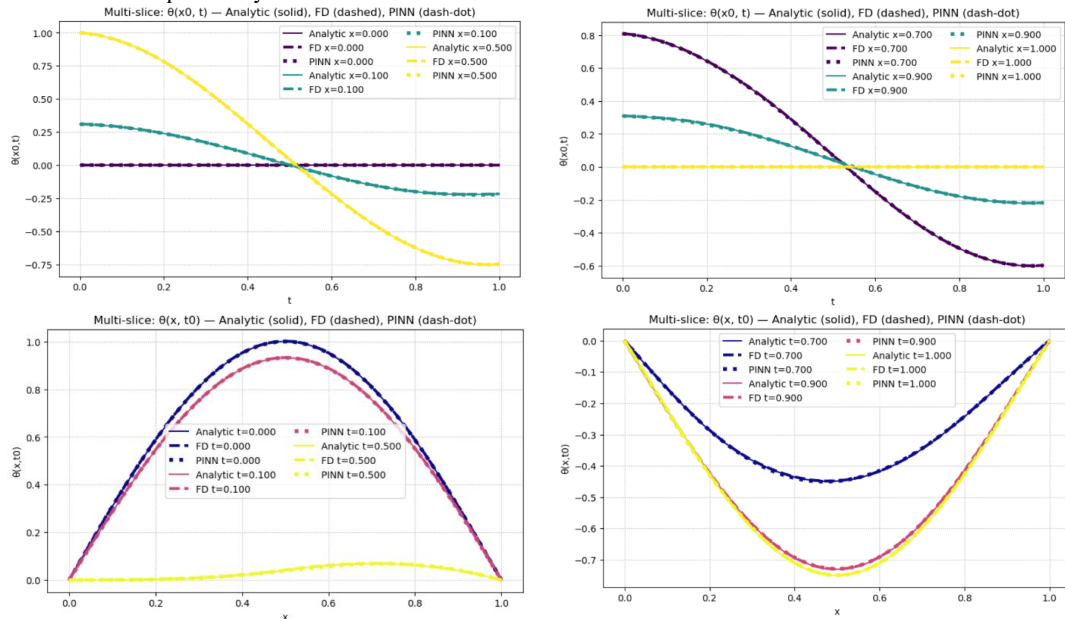 Multi-slice: θ(x0, t) — Analytic (solid), FD (dashed), PINN (dash-dot)
1.00
0.75
0.50
0.25
0.00
−0.25
−0.50
−0.75
θ(x0,t)
Analytic x=0.000
FD x=0.000
PINN x=0.000
Analytic x=0.100
FD x=0.100
PINN x=0.100
Analytic x=0.500
FD x=0.500
PINN x=0.500
0.0 0.2 0.4 0.6 0.8 1.0
t
Multi-slice: θ(x0, t) — Analytic (solid), FD (dashed), PINN (dash-dot)
0.8
0.6
0.4
0.2
0.0
−0.2
−0.4
−0.6
θ(x0,t)
Analytic x=0.700
FD x=0.700
PINN x=0.700
Analytic x=0.900
FD x=0.900
PINN x=0.900
Analytic x=1.000
FD x=1.000
PINN x=1.000
0.0 0.2 0.4 0.6 0.8 1.0
t
Multi-slice: θ(x, t0) — Analytic (solid), FD (dashed), PINN (dash-dot)
1.0
0.8
0.6
0.4
0.2
0.0
θ(x,t0)
Analytic t=0.000
FD t=0.000
PINN t=0.000
Analytic t=0.100
FD t=0.100
PINN t=0.100
Analytic t=0.500
FD t=0.500
PINN t=0.500
0.0 0.2 0.4 0.6 0.8 1.0
x
Multi-slice: θ(x, t0) — Analytic (solid), FD (dashed), PINN (dash-dot)
0.0
−0.1
−0.2
−0.3
−0.4
−0.5
−0.6
−0.7
θ(x,t0)
Analytic t=0.700
FD t=0.700
PINN t=0.700
Analytic t=0.900
FD t=0.900
PINN t=0.900
Analytic t=1.000
FD t=1.000
PINN t=1.000
0.0 0.2 0.4 0.6 0.8 1.0
x